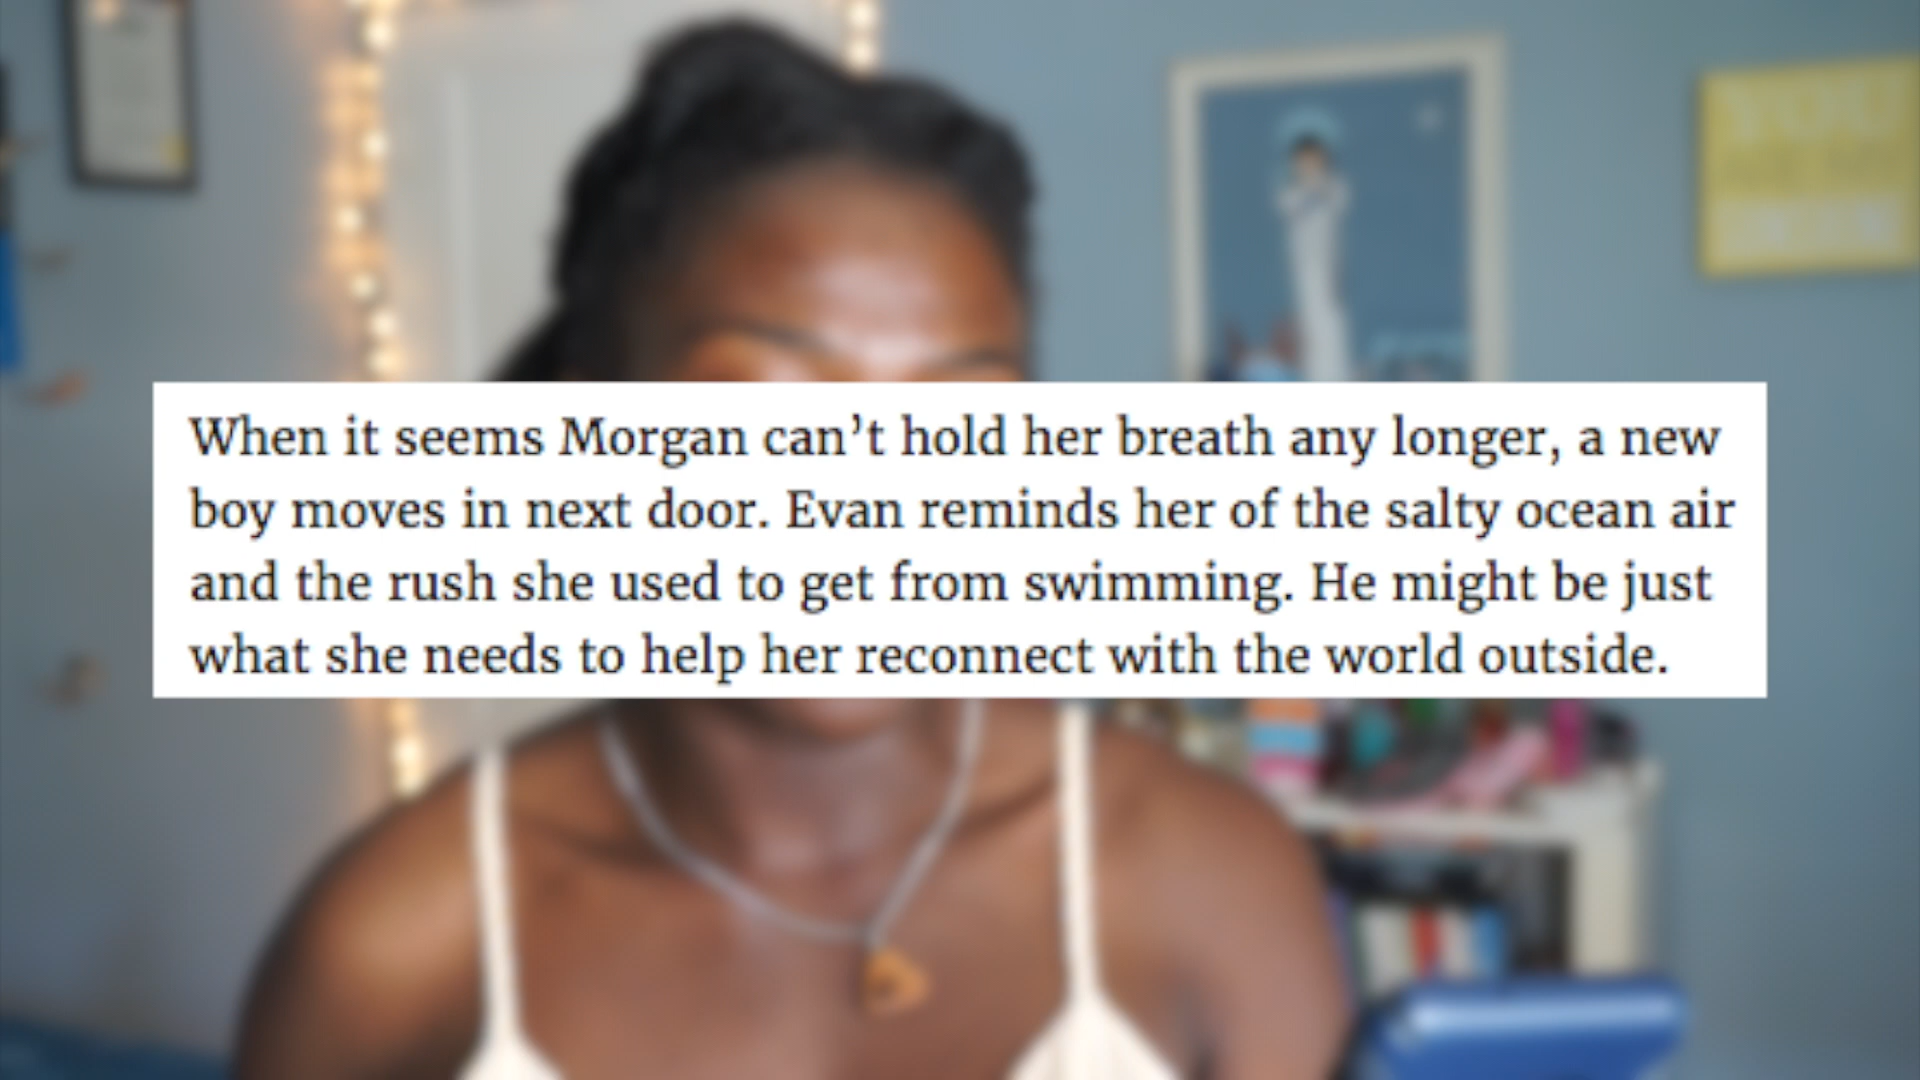 When it seems Morgan can’t hold her breath any longer, a new
boy moves in next door. Evan reminds her of the salty ocean air
and the rush she used to get from swimming. He might be just
what she needs to help her reconnect with the world outside.
YOU